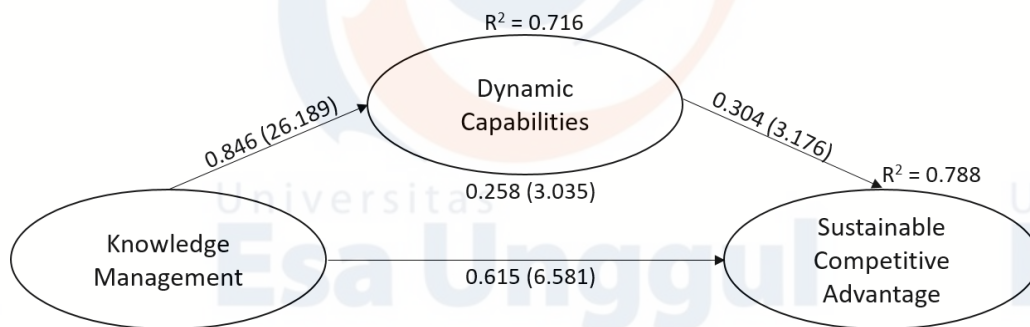 R² = 0.716
Dynamic
Capabilities
0.846 (26.189)
0.304 (3.176)
0.258 (3.035)
R² = 0.788
Universitas
Esa Unggul
Knowledge
Management
0.615 (6.581)
Sustainable
Competitive
Advantage